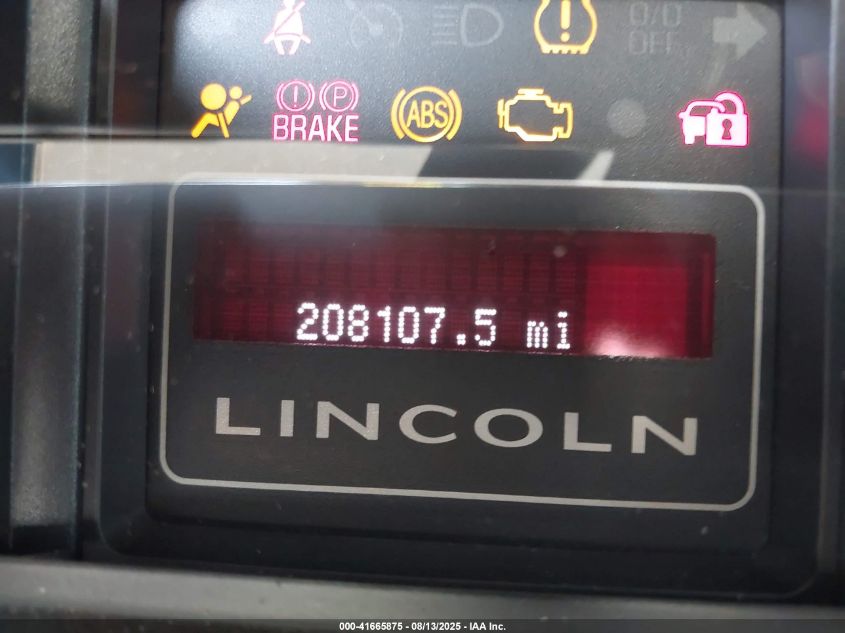 O/D
OFF
(!) (P)
BRAKE
ABS
208107.5 mi
LINCOLN
000-41665875 - 08/13/2025 - IAA Inc.